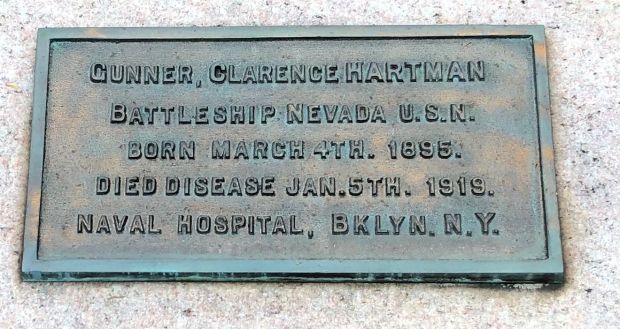 GUNNER, CLARENCE HARTMAN
BATTLESHIP NEVADA U.S.N.
BORN MARCH 4TH. 1895.
DIED DISEASE JAN. 5TH. 1919.
NAVAL HOSPITAL, BKLYN. N.Y.